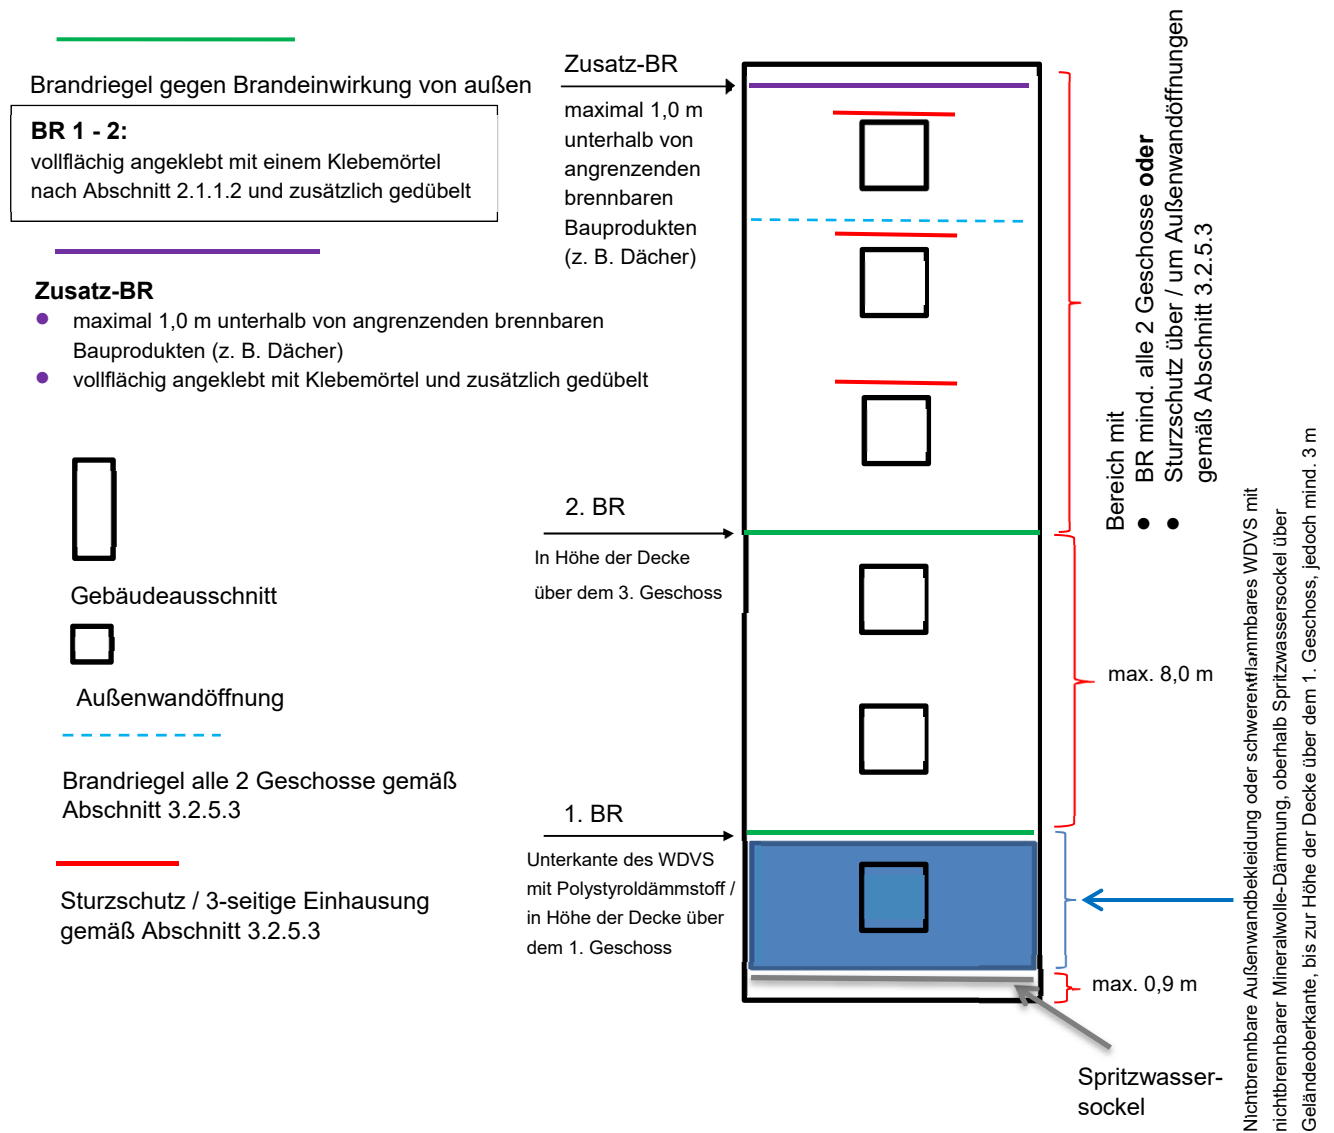 Brandriegel gegen Brandeinwirkung von außen
BR 1 - 2:
vollflächig angeklebt mit einem Klebemörtel
nach Abschnitt 2.1.1.2 und zusätzlich gedübelt
Zusatz-BR
● maximal 1,0 m unterhalb von angrenzenden brennbaren
Bauprodukten (z. B. Dächer)
● vollflächig angeklebt mit Klebemörtel und zusätzlich gedübelt
Gebäudeausschnitt
Außenwandöffnung
Brandriegel alle 2 Geschosse gemäß
Abschnitt 3.2.5.3
Sturzschutz / 3-seitige Einhausung
gemäß Abschnitt 3.2.5.3
Zusatz-BR
maximal 1,0 m
unterhalb von
angrenzenden
brennbaren
Bauprodukten
(z. B. Dächer)
2. BR
In Höhe der Decke
über dem 3. Geschoss
1. BR
Unterkante des WDVS
mit Polystyroldämmstoff /
in Höhe der Decke über
dem 1. Geschoss
Bereich mit
● BR mind. alle 2 Geschosse oder
● Sturzschutz über / um Außenwandöffnungen
gemäß Abschnitt 3.2.5.3
max. 8,0 m
max. 0,9 m
Spritzwasser-
sockel
Nichtbrennbare Außenwandbekleidung oder schwerentflammbares WDVS mit
nichtbrennbarer Mineralwolle-Dämmung, oberhalb Spritzwassersockel über
Geländeoberkante, bis zur Höhe der Decke über dem 1. Geschoss, jedoch mind. 3 m